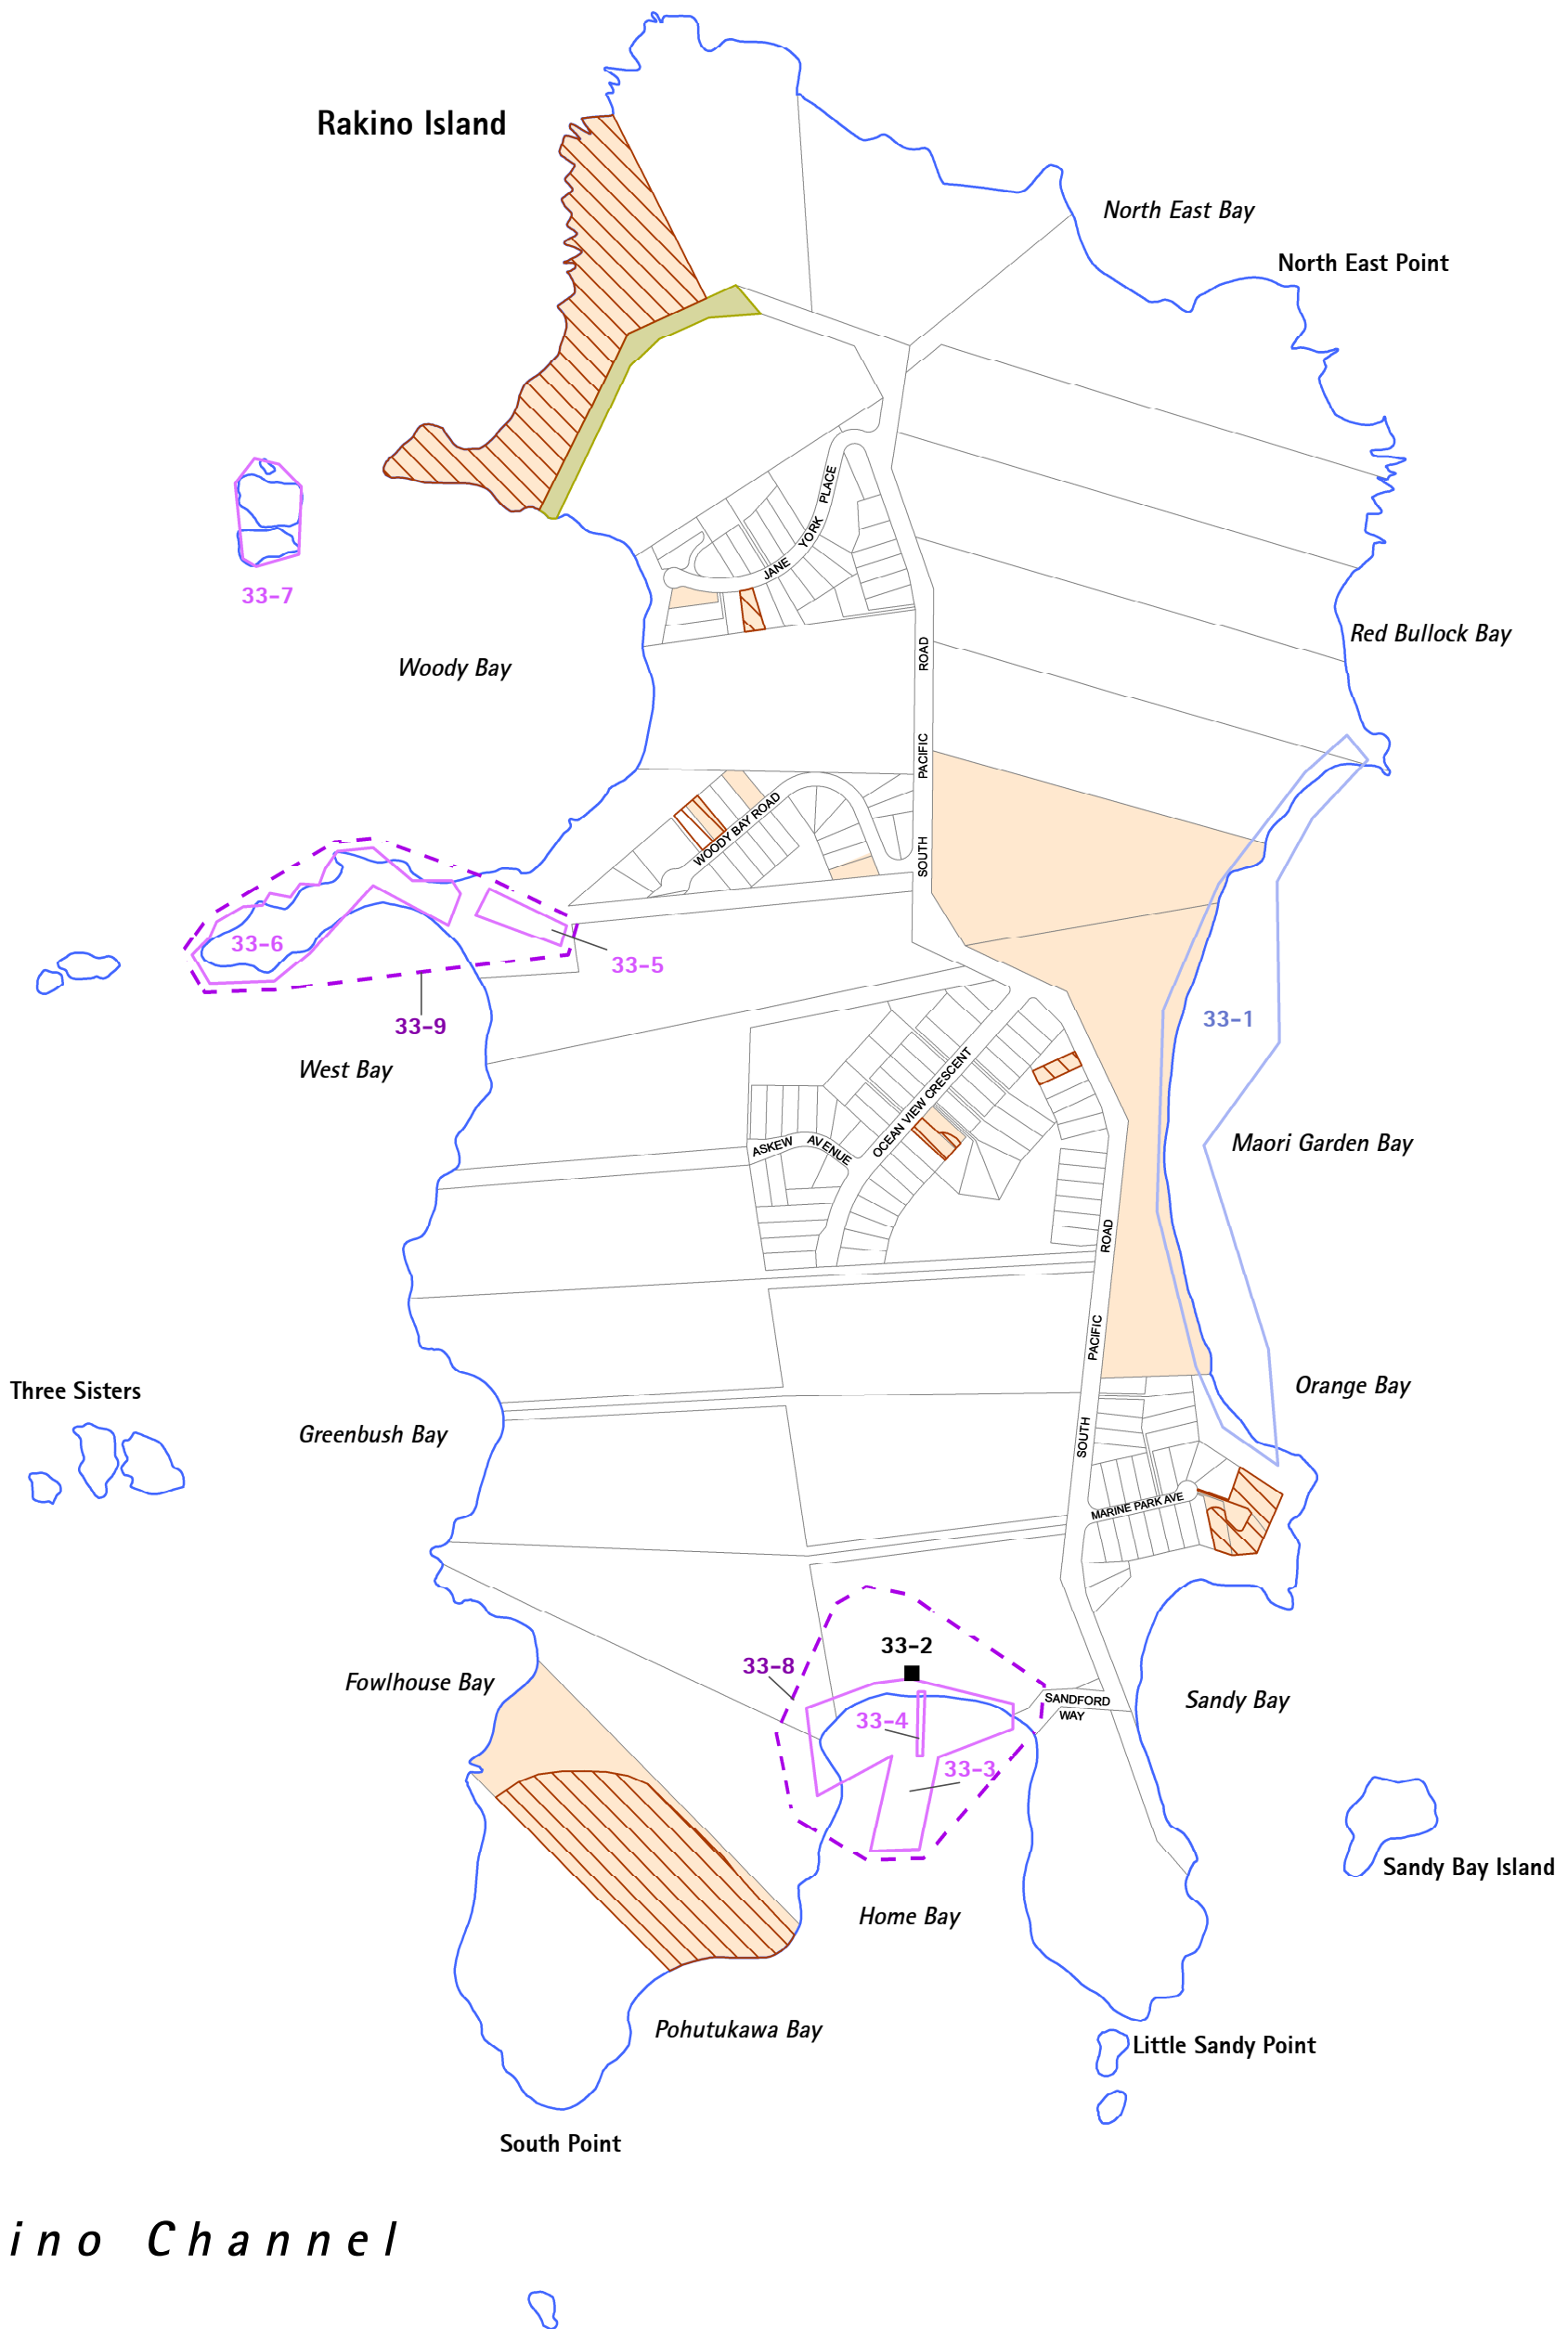 Rakino Island
North East Bay
North East Point
JANE YORK PLACE
33-7
Red Bullock Bay
Woody Bay
SOUTH PACIFIC ROAD
WOODY BAY ROAD
33-6
33-5
33-9
33-1
West Bay
OCEAN VIEW CRESCENT
ASKEW AVENUE
Maori Garden Bay
SOUTH PACIFIC ROAD
Three Sisters
Orange Bay
Greenbush Bay
MARINE PARK AVE
33-2
33-8
Fowlhouse Bay
SANDFORD
WAY
Sandy Bay
33-4
33-3
Sandy Bay Island
Home Bay
Pohutukawa Bay
Little Sandy Point
South Point
ino Channel